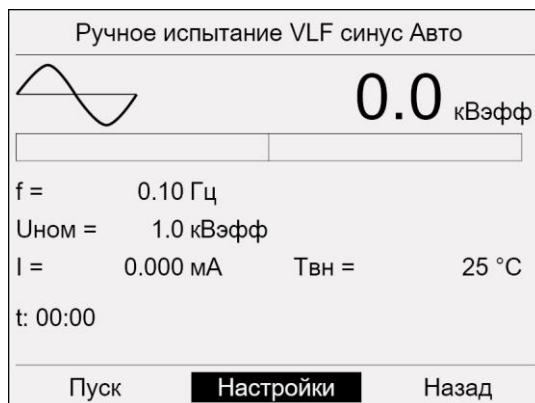 Ручное испытание VLF синус Авто
0.0 кВэфф
f = 0.10 Гц
Uном = 1.0 кВэфф
I = 0.000 мА Tвн = 25 °C
t: 00:00
Пуск Настройки Назад